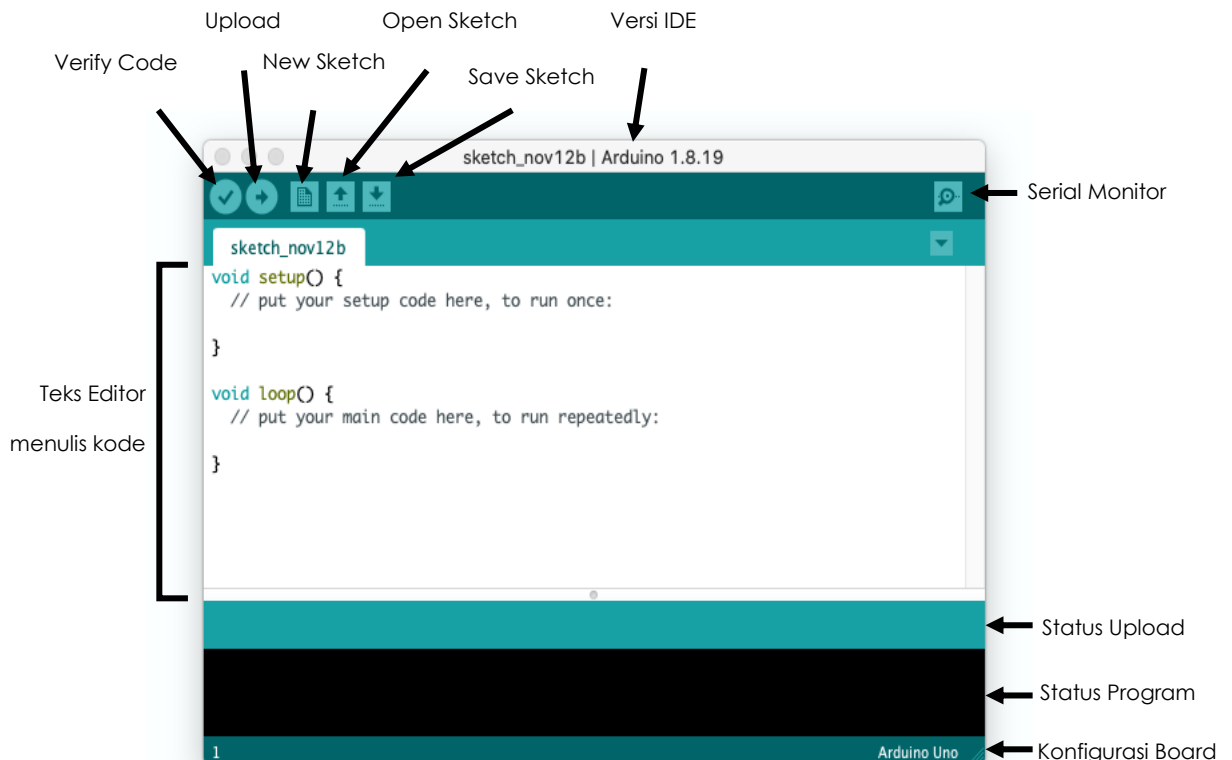 Upload
Open Sketch
Versi IDE
Verify Code
New Sketch
Save Sketch
sketch_nov12b | Arduino 1.8.19
Serial Monitor
sketch_nov12b
void setup() {
// put your setup code here, to run once:
}
void loop() {
// put your main code here, to run repeatedly:
}
Teks Editor
menulis kode
Status Upload
Status Program
1
Arduino Uno
Konfigurasi Board